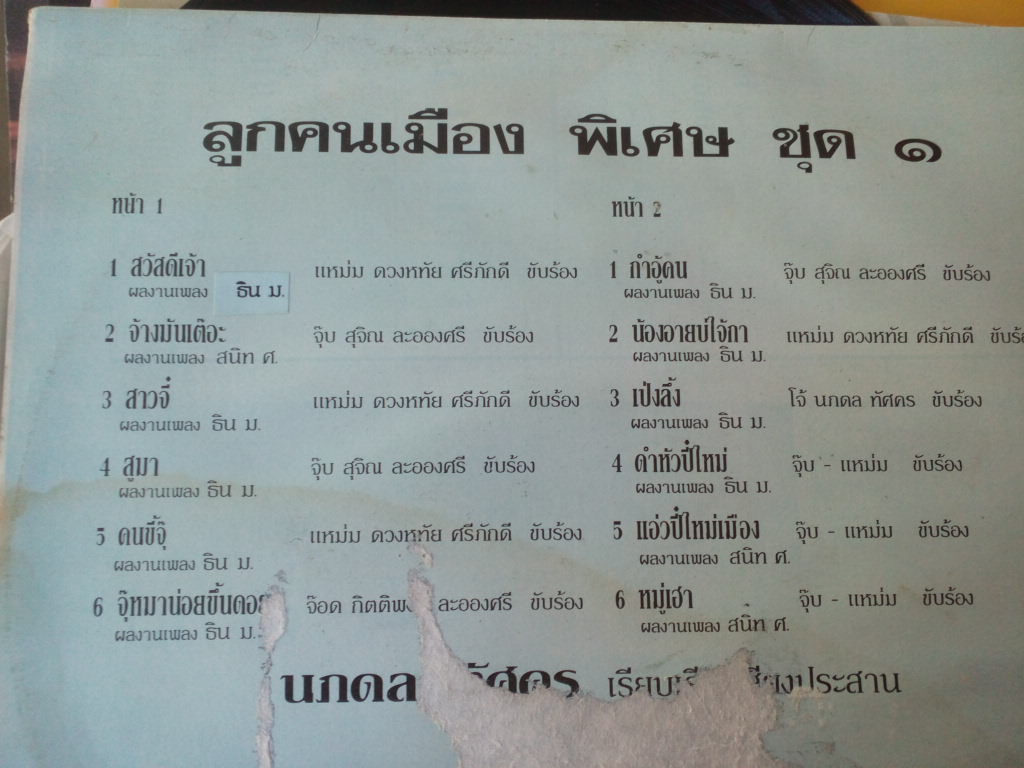 ลูกคนเมือง พิเศษ ชุด ๑
หน้า 1
1 สวัสดีเจ้า แหม่ม ดวงหทัย ศรีภักดี ขับร้อง
ผลงานเพลง ธิน ม.
2 จ้างมันเต๊อะ จุ๊บ สุจิณ ละอองศรี ขับร้อง
ผลงานเพลง สนิท ศ.
3 สาวจี๋ แหม่ม ดวงหทัย ศรีภักดี ขับร้อง
ผลงานเพลง ธิน ม.
4 สูมา จุ๊บ สุจิณ ละอองศรี ขับร้อง
ผลงานเพลง ธิน ม.
5 คนขี้จุ๊ แหม่ม ดวงหทัย ศรีภักดี ขับร้อง
ผลงานเพลง ธิน ม.
6 จุ๊หมาน่อยขึ้นดอย จ๊อด ละอองศรี ขับร้อง
ผลงานเพลง ธิน ม.
หน้า 2
1 กำอู้คน จุ๊บ สุจิณ ละอองศรี ขับร้อง
ผลงานเพลง ธิน ม.
2 น้องอายบ่ใจ้กา แหม่ม ดวงหทัย ศรีภักดี
ผลงานเพลง ธิน ม.
3 เป่งลึ้ง โจ้ นภดล ทัศคร ขับร้อง
ผลงานเพลง ธิน ม.
4 ดำหัวปี๋ใหม่ จุ๊บ - แหม่ม ขับร้อง
ผลงานเพลง ธิน ม.
5 แอ่วปี๋ใหม่เมือง จุ๊บ - แหม่ม ขับร้อง
ผลงานเพลง สนิท ศ.
6 หมู่เฮา จุ๊บ - แหม่ม ขับร้อง
ผลงานเพลง สนิท ศ.
นภดล